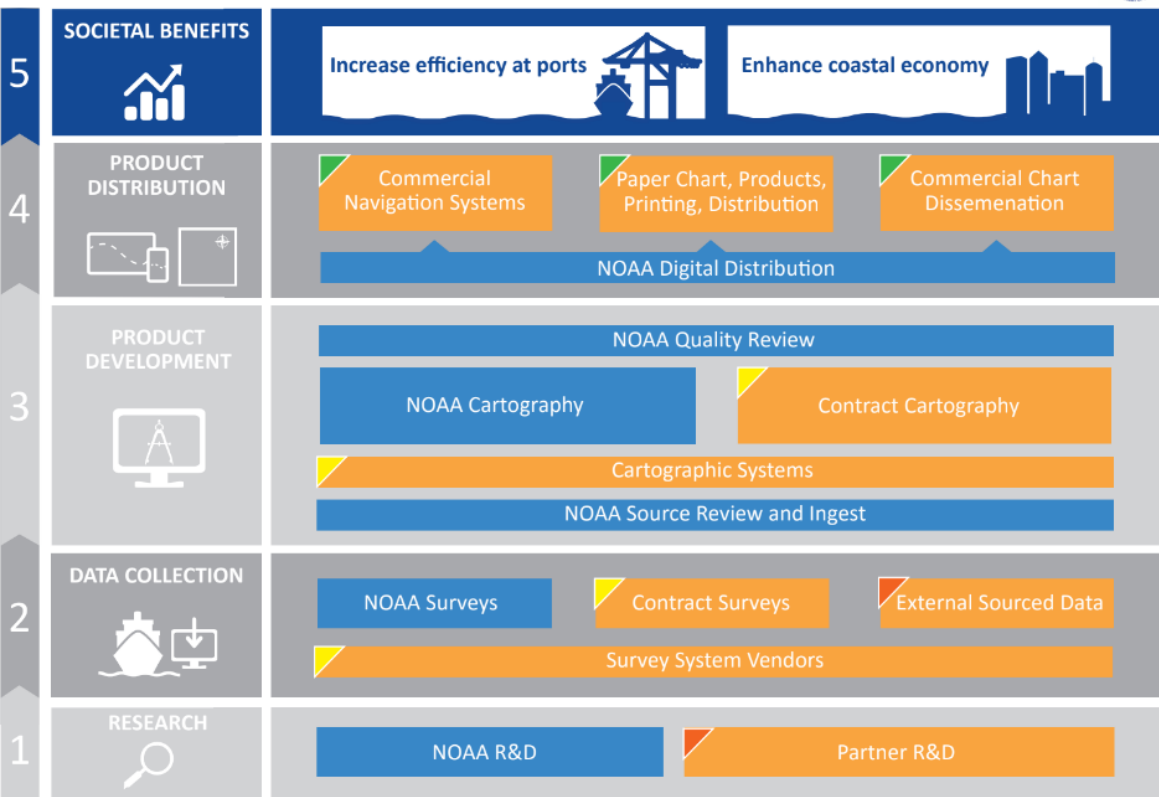 5
SOCIETAL BENEFITS
Increase efficiency at ports
Enhance coastal economy
4
PRODUCT
DISTRIBUTION
Commercial
Navigation Systems
Paper Chart, Products,
Printing, Distribution
Commercial Chart
Dissemenation
NOAA Digital Distribution
3
PRODUCT
DEVELOPMENT
NOAA Quality Review
NOAA Cartography
Contract Cartography
Cartographic Systems
NOAA Source Review and Ingest
2
DATA COLLECTION
NOAA Surveys
Contract Surveys
External Sourced Data
Survey System Vendors
1
RESEARCH
NOAA R&D
Partner R&D